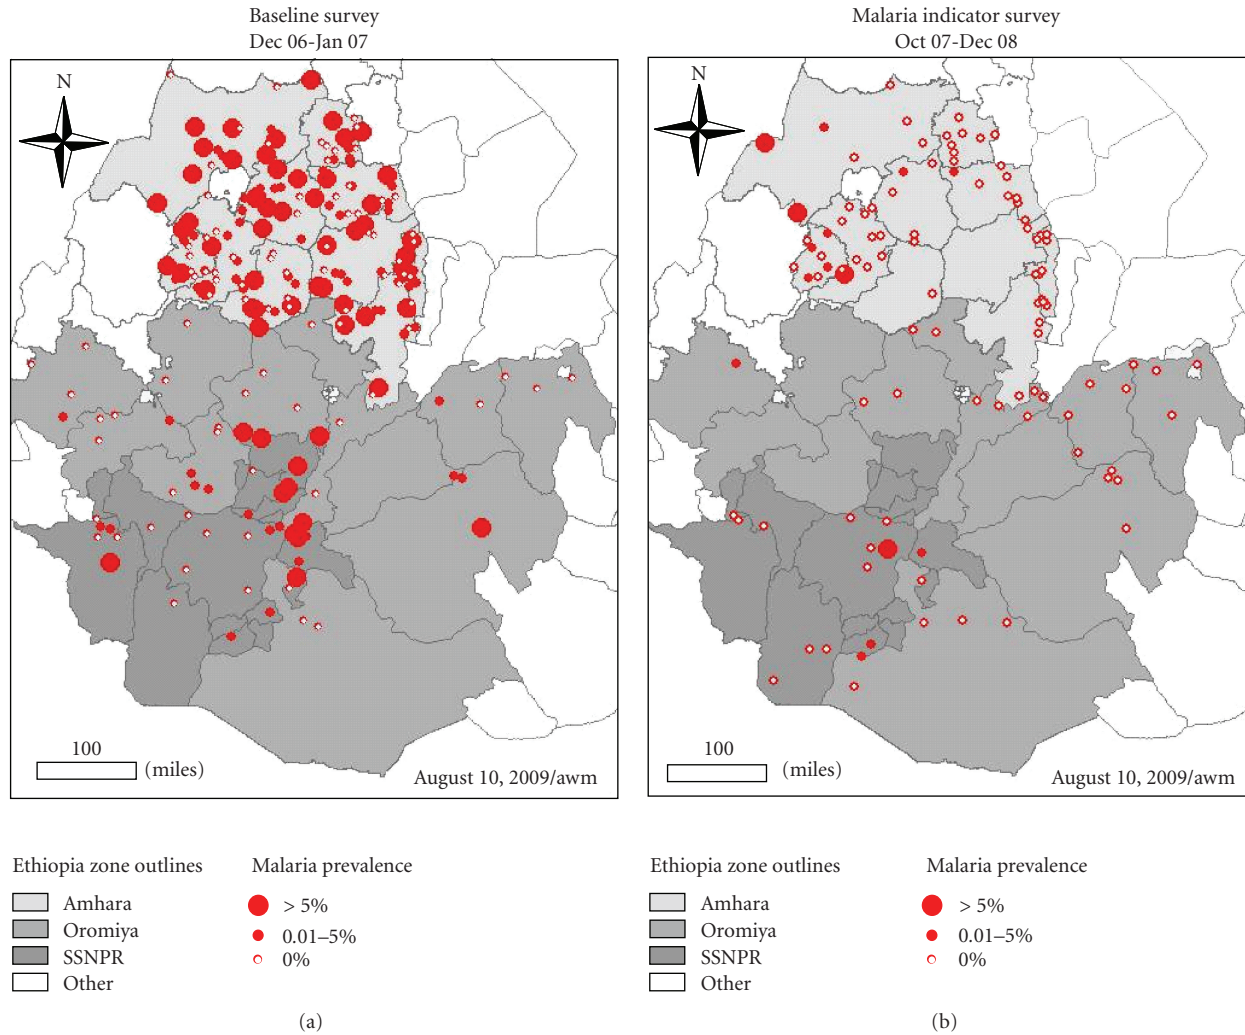 Baseline survey
Dec 06-Jan 07
N
100
(miles)
August 10, 2009/awm
Ethiopia zone outlines
Amhara
Oromiya
SSNPR
Other
Malaria prevalence
> 5%
0.01–5%
0%
(a)
Malaria indicator survey
Oct 07-Dec 08
N
100
(miles)
August 10, 2009/awm
Ethiopia zone outlines
Amhara
Oromiya
SSNPR
Other
Malaria prevalence
> 5%
0.01–5%
0%
(b)